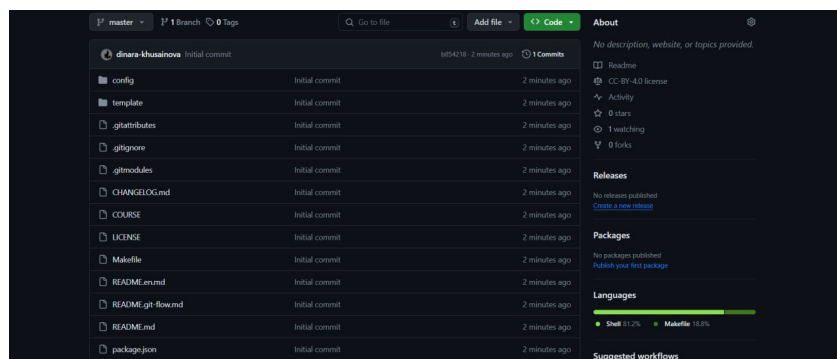 master 1 Branch 0 Tags Go to file t Add file Code
dinara-khusainova Initial commit b854218 · 2 minutes ago 1 Commits
config Initial commit 2 minutes ago
template Initial commit 2 minutes ago
.gitattributes Initial commit 2 minutes ago
.gitignore Initial commit 2 minutes ago
.gitmodules Initial commit 2 minutes ago
CHANGELOG.md Initial commit 2 minutes ago
COURSE Initial commit 2 minutes ago
LICENSE Initial commit 2 minutes ago
Makefile Initial commit 2 minutes ago
README.en.md Initial commit 2 minutes ago
README.git-flow.md Initial commit 2 minutes ago
README.md Initial commit 2 minutes ago
package.json Initial commit 2 minutes ago
About
No description, website, or topics provided.
Readme
CC-BY-4.0 license
Activity
0 stars
1 watching
0 forks
Releases
No releases published
Create a new release
Packages
No packages published
Publish your first package
Languages
Shell 81.2% Makefile 18.8%
Suggested workflows